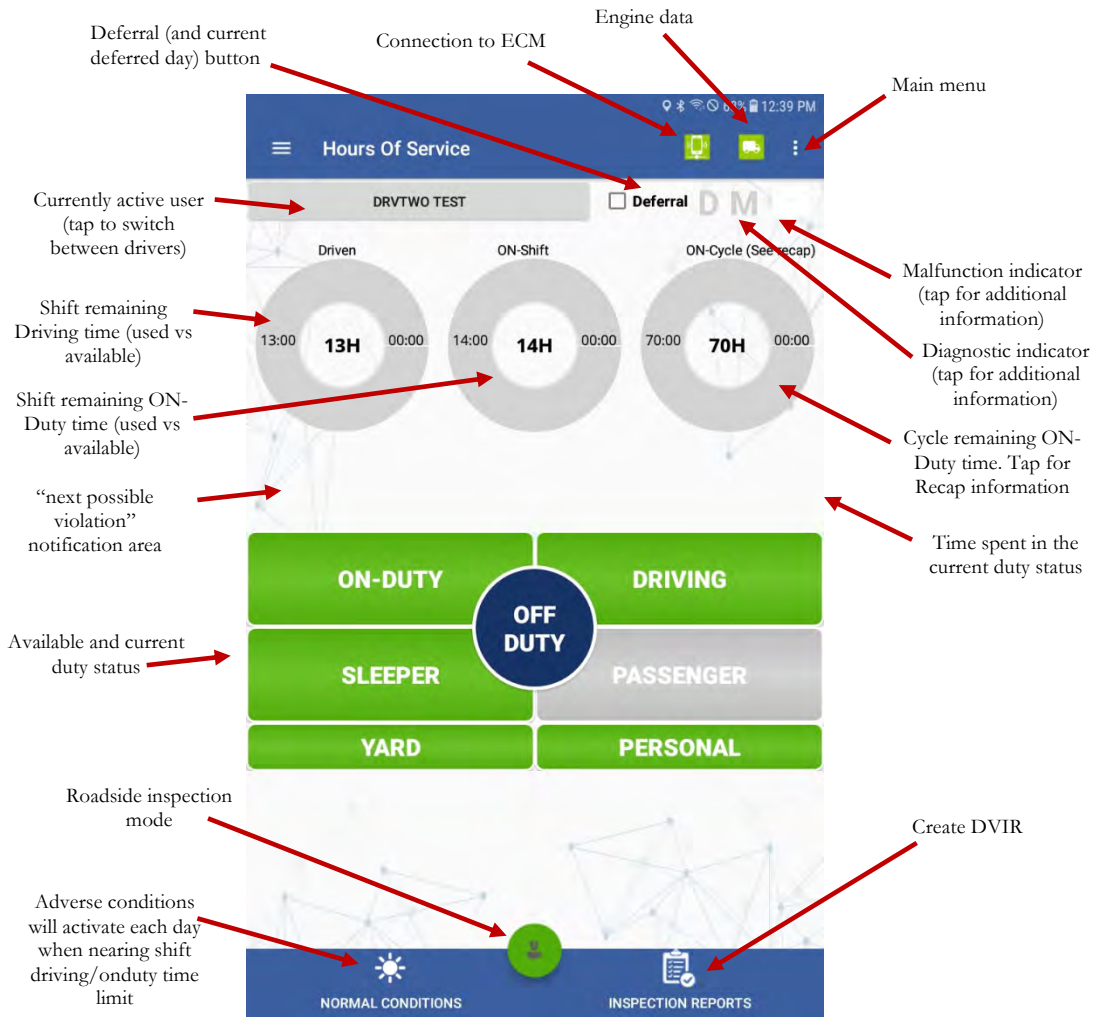 Deferral (and current
deferred day) button
Connection to ECM
Engine data
Main menu
63% 12:39 PM
Hours Of Service
Currently active user
(tap to switch
between drivers)
DRVTWO TEST
Deferral D M
Driven
ON-Shift
ON-Cycle (See recap)
Malfunction indicator
(tap for additional
information)
Shift remaining
Driving time (used vs
available)
13:00 13H 00:00
14:00 14H 00:00
70:00 70H 00:00
Diagnostic indicator
(tap for additional
information)
Shift remaining ON-
Duty time (used vs
available)
Cycle remaining ON-
Duty time. Tap for
Recap information
“next possible
violation”
notification area
Time spent in the
current duty status
ON-DUTY
DRIVING
OFF
DUTY
Available and current
duty status
SLEEPER
PASSENGER
YARD
PERSONAL
Roadside inspection
mode
Create DVIR
Adverse conditions
will activate each day
when nearing shift
driving/onduty time
limit
NORMAL CONDITIONS
INSPECTION REPORTS